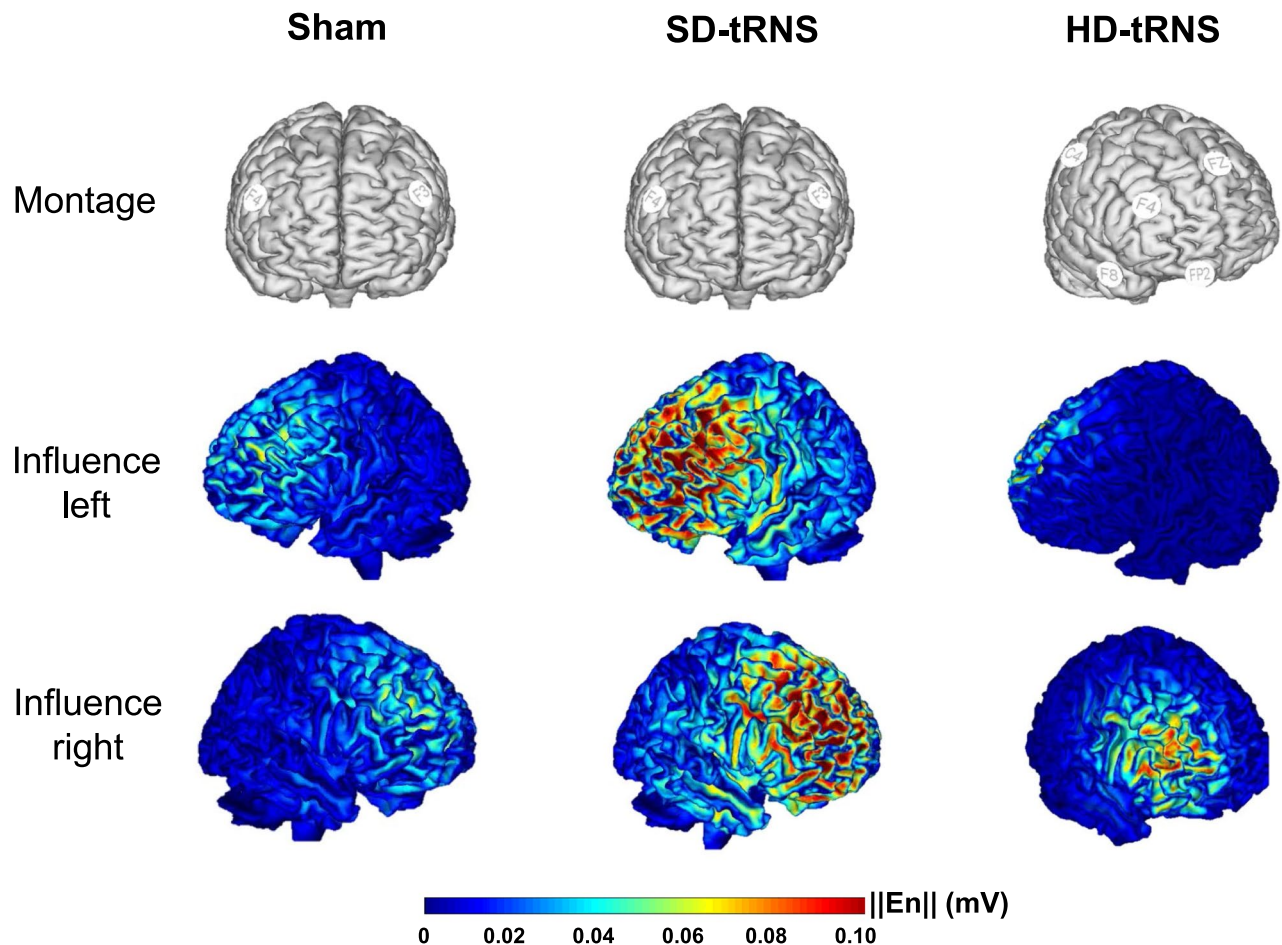 Sham
SD-tRNS
HD-tRNS
Montage
F4
F3
F4
F3
C4
FZ
F4
F8
FP2
Influence
left
Influence
right
||En|| (mV)
0
0.02
0.04
0.06
0.08
0.10